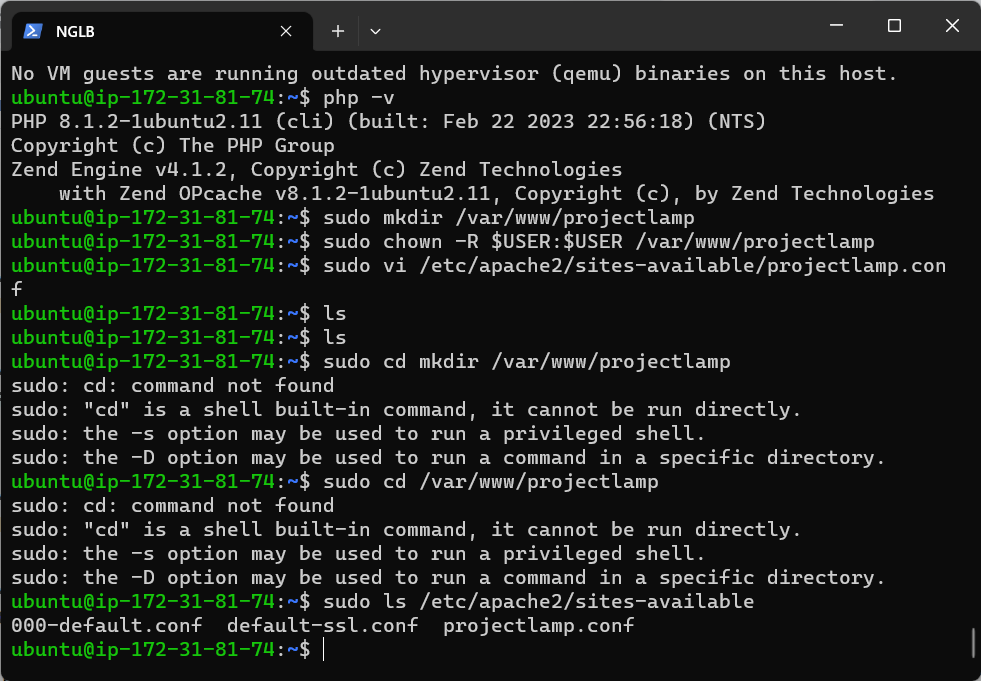 NGLB
No VM guests are running outdated hypervisor (qemu) binaries on this host.
ubuntu@ip-172-31-81-74:~$ php -v
PHP 8.1.2-1ubuntu2.11 (cli) (built: Feb 22 2023 22:56:18) (NTS)
Copyright (c) The PHP Group
Zend Engine v4.1.2, Copyright (c) Zend Technologies
    with Zend OPcache v8.1.2-1ubuntu2.11, Copyright (c), by Zend Technologies
ubuntu@ip-172-31-81-74:~$ sudo mkdir /var/www/projectlamp
ubuntu@ip-172-31-81-74:~$ sudo chown -R $USER:$USER /var/www/projectlamp
ubuntu@ip-172-31-81-74:~$ sudo vi /etc/apache2/sites-available/projectlamp.con
f
ubuntu@ip-172-31-81-74:~$ ls
ubuntu@ip-172-31-81-74:~$ ls
ubuntu@ip-172-31-81-74:~$ sudo cd mkdir /var/www/projectlamp
sudo: cd: command not found
sudo: "cd" is a shell built-in command, it cannot be run directly.
sudo: the -s option may be used to run a privileged shell.
sudo: the -D option may be used to run a command in a specific directory.
ubuntu@ip-172-31-81-74:~$ sudo cd /var/www/projectlamp
sudo: cd: command not found
sudo: "cd" is a shell built-in command, it cannot be run directly.
sudo: the -s option may be used to run a privileged shell.
sudo: the -D option may be used to run a command in a specific directory.
ubuntu@ip-172-31-81-74:~$ sudo ls /etc/apache2/sites-available
000-default.conf  default-ssl.conf  projectlamp.conf
ubuntu@ip-172-31-81-74:~$